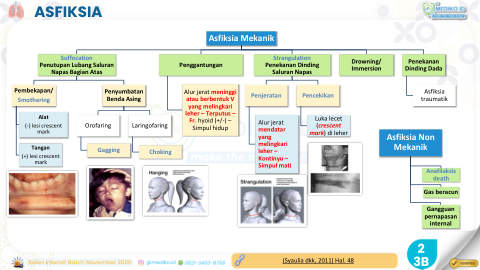 ASFIKSIA
MEDIKO.ID
Asfiksia Mekanik
Suffocation
Penutupan Lubang Saluran
Napas Bagian Atas
Penggantungan
Strangulation
Penekanan Dinding
Saluran Napas
Drowning/
Immersion
Penekanan
Dinding Dada
Pembekapan/
Smothering
Penyumbatan
Benda Asing
Alur jerat meninggi
atau berbentuk V
yang melingkari
leher – Terputus –
Fr. hyoid (+/-) –
Simpul hidup
Penjeratan
Pencekikan
Asfiksia
traumatik
Alat
(-) lesi crescent
mark
Tangan
(+) lesi crescent
mark
Orofaring
Laringofaring
Gagging
Choking
Alur jerat
mendatar
yang
melingkari
leher –
Kontinyu –
Simpul mati
Luka lecet
(crescent
mark) di leher
Asfiksia Non
Mekanik
Anafilaksis
death
Gas beracun
Gangguan
pernapasan
internal
Hanging
Strangulation
(Syaulia dkk, 2011) Hal. 48
2
3B